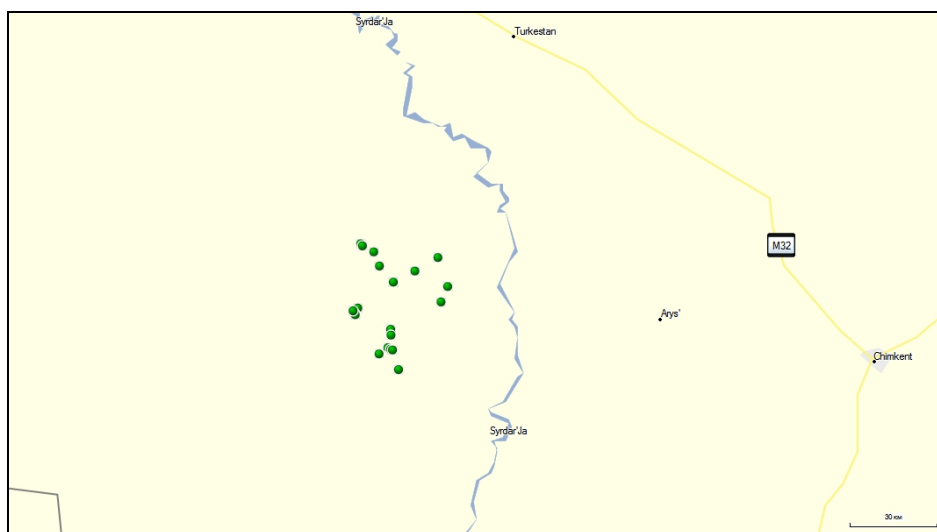 Syrdar'Ja
Turkestan
M32
Arys'
Chimkent
Syrdar'Ja
30 км